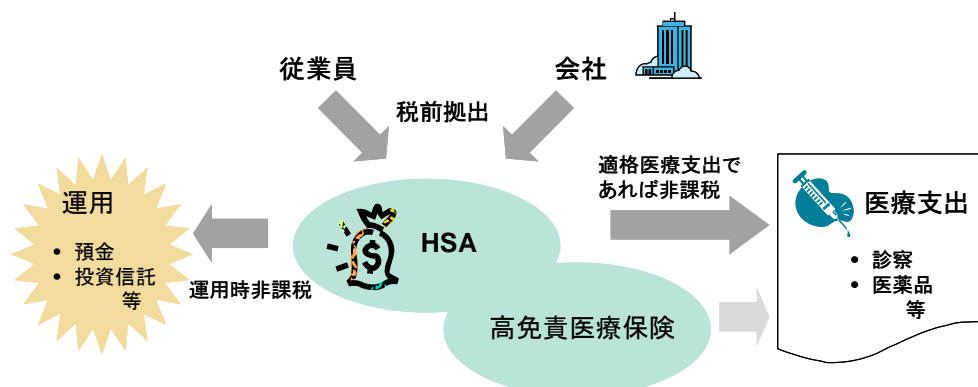 従業員
会社
税前拠出
適格医療支出で
あれば非課税
運用
• 預金
• 投資信託
等
運用時非課税
$
HSA
高免責医療保険
医療支出
• 診察
• 医薬品
等